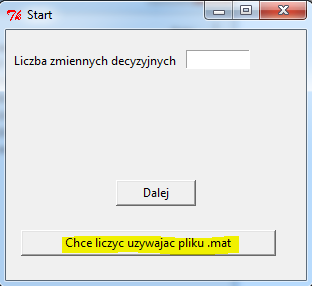 Start
Liczba zmiennych decyzyjnych
Dalej
Chce liczyc uzywajac pliku .mat